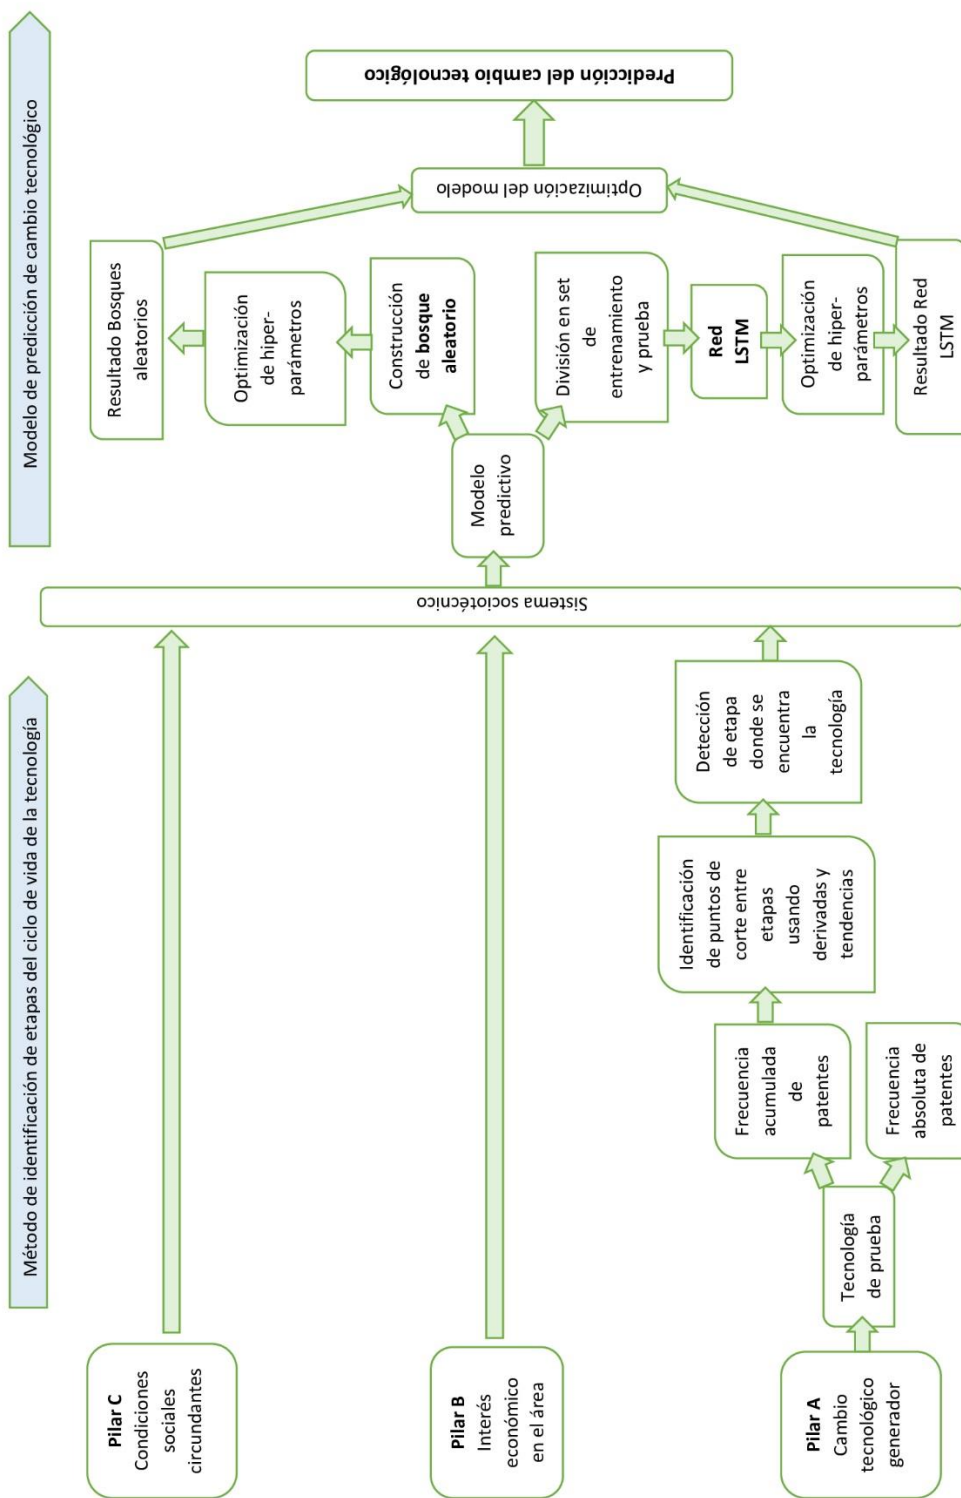 Método de identificación de etapas del ciclo de vida de la tecnología
Modelo de predicción de cambio tecnológico
Pilar C
Condiciones
sociales
circundantes
Pilar B
Interés
económico
en el área
Pilar A
Cambio
tecnológico
generador
Tecnología
de prueba
Frecuencia
acumulada
de
patentes
Frecuencia
absoluta de
patentes
Identificación
de puntos de
corte entre
etapas
usando
derivadas y
tendencias
Detección
de etapa
donde se
encuentra
la
tecnología
Sistema sociotécnico
Modelo
predictivo
Construcción
de bosque
aleatorio
Optimización
de hiper-
parámetros
Resultado Bosques
aleatorios
División en set
de
entrenamiento
y prueba
Red
LSTM
Optimización
de hiper-
parámetros
Resultado Red
LSTM
Optimización del modelo
Predicción del cambio tecnológico